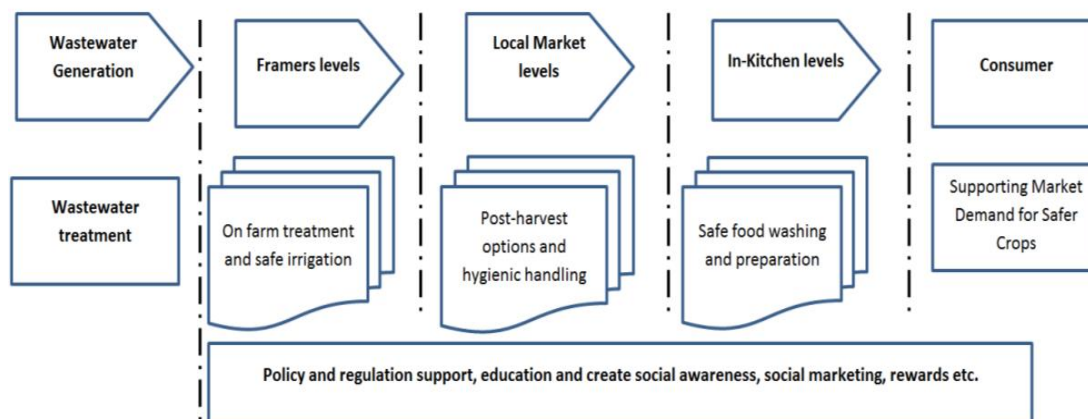 Wastewater
Generation
Framers levels
Local Market
levels
In-Kitchen levels
Consumer
Wastewater
treatment
On farm treatment
and safe irrigation
Post-harvest
options and
hygienic handling
Safe food washing
and preparation
Supporting Market
Demand for Safer
Crops
Policy and regulation support, education and create social awareness, social marketing, rewards etc.